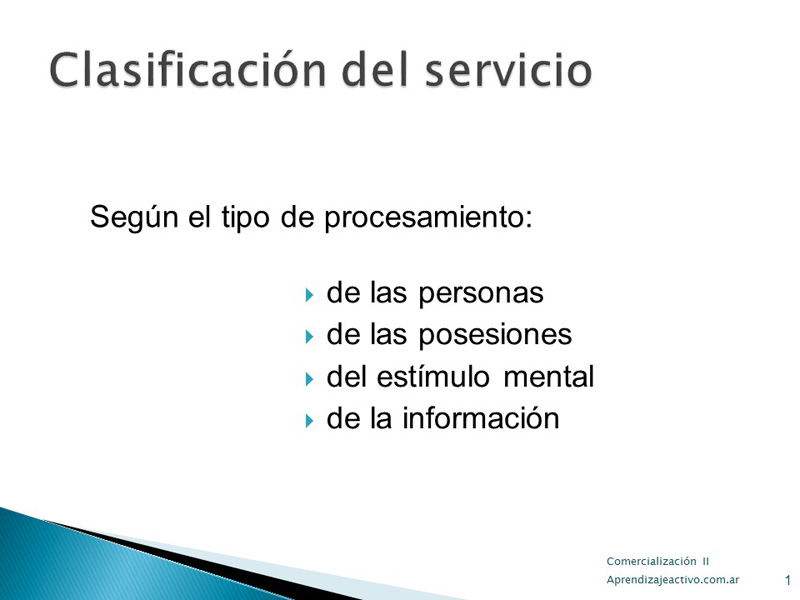 Clasificación del servicio
Según el tipo de procesamiento:
de las personas
de las posesiones
del estímulo mental
de la información
Comercialización II
Aprendizajeactivo.com.ar
1